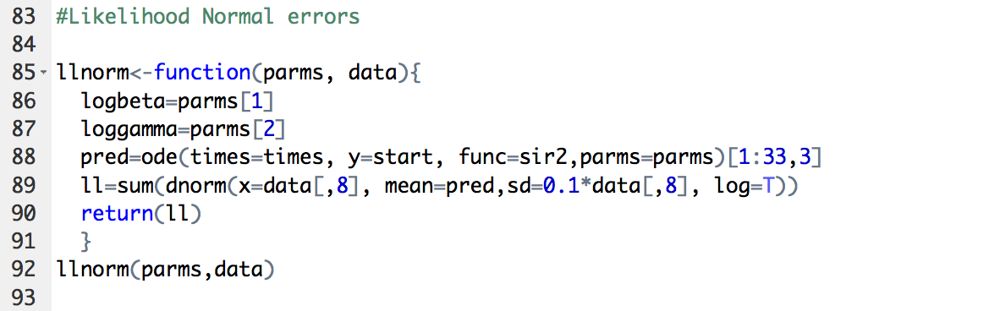 83 #Likelihood Normal errors
84
85 llnorm<-function(parms, data){
86   logbeta=parms[1]
87   loggamma=parms[2]
88   pred=ode(times=times, y=start, func=sir2,parms=parms)[1:33,3]
89   ll=sum(dnorm(x=data[,8], mean=pred,sd=0.1*data[,8], log=T))
90   return(ll)
91   }
92 llnorm(parms,data)
93